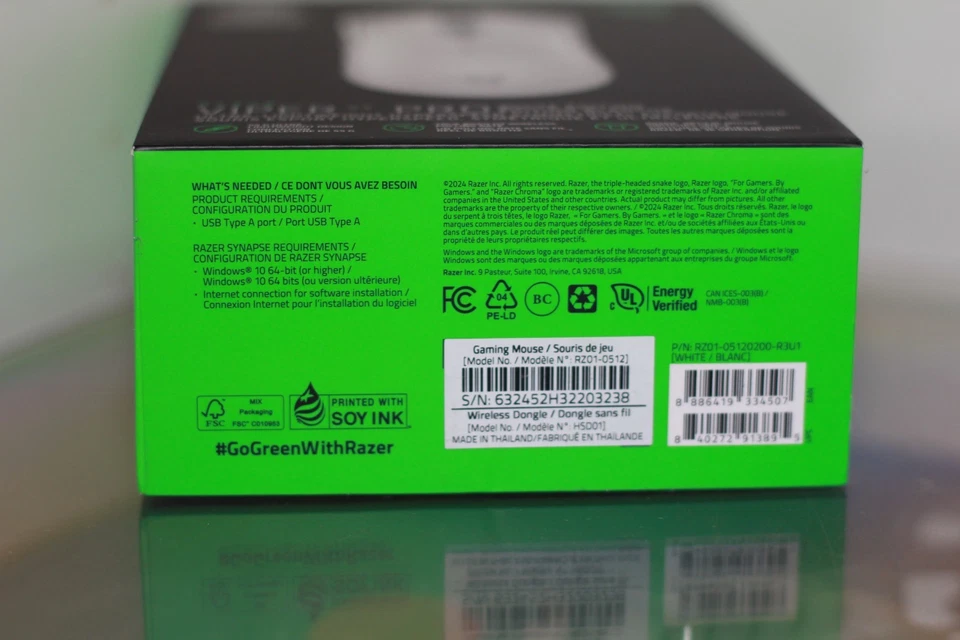 VIPER
WHAT'S NEEDED / CE DONT VOUS AVEZ BESOIN
PRODUCT REQUIREMENTS /
CONFIGURATION DU PRODUIT
· USB Type A port / Port USB Type A
RAZER SYNAPSE REQUIREMENTS /
CONFIGURATION DE RAZER SYNAPSE
· Windows® 10 64-bit (or higher) /
Windows® 10 64 bits (ou version ultérieure)
· Internet connection for software installation /
Connexion Internet pour l'installation du logiciel
FSC
MIX
Packaging
FSC™ C010953
PRINTED WITH
SOY INK
#GoGreenWithRazer
©2024 Razer Inc. All rights reserved. Razer, the triple-headed snake logo, Razer logo, "For Gamers. By
Gamers." and "Razer Chroma" logo are trademarks or registered trademarks of Razer Inc. and/or affiliated
companies in the United States and other countries. Actual product may differ from pictures. All other
trademarks are the property of their respective owners. / ©2024 Razer Inc. Tous droits réservés. Razer, le logo
du serpent à trois têtes, le logo Razer, « For Gamers. By Gamers. » et le logo « Razer Chroma » sont des
marques commerciales ou des marques déposées de Razer Inc. et/ou de sociétés affiliées aux États-Unis ou
dans d'autres pays. Le produit réel peut différer des images. Toutes les autres marques déposées sont la
propriété de leurs propriétaires respectifs.
Windows and the Windows logo are trademarks of the Microsoft group of companies. / Windows et le logo
Windows sont des marques ou des marques déposées appartenant aux entreprises du groupe Microsoft.
Razer Inc. 9 Pasteur, Suite 100, Irvine, CA 92618, USA
FC
04
PE-LD
BC
c UL
Energy
Verified
CAN ICES-003(B) /
NMB-003(B)
Gaming Mouse / Souris de jeu
[Model No. / Modèle N°: RZ01-0512]
S/N: 632452H32203238
Wireless Dongle / Dongle sans fil
[Model No. / Modèle N°: HSD01]
MADE IN THAILAND/FABRIQUÉ EN THAILANDE
P/N: RZ01-05120200-R3U1
[WHITE / BLANC]
8 886419 334507
EAN
8 40272 91389 5
UPC